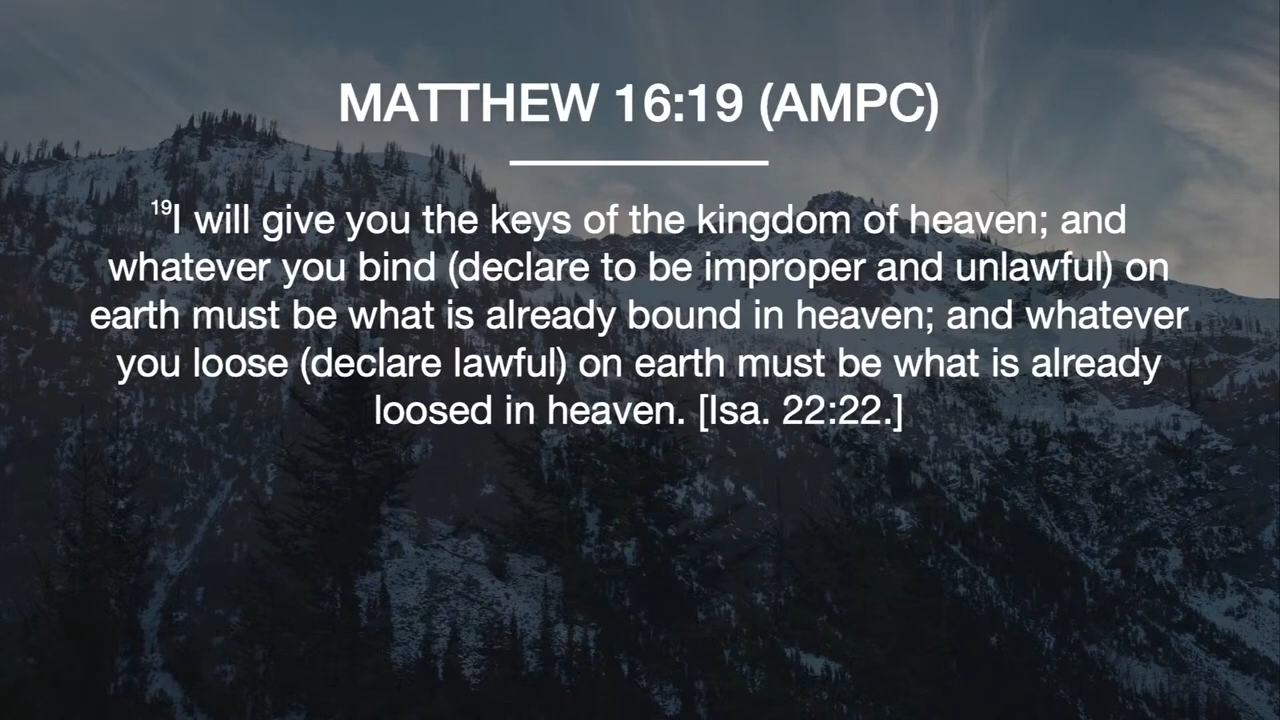 MATTHEW 16:19 (AMPC)
19I will give you the keys of the kingdom of heaven; and
whatever you bind (declare to be improper and unlawful) on
earth must be what is already bound in heaven; and whatever
you loose (declare lawful) on earth must be what is already
loosed in heaven. [Isa. 22:22.]